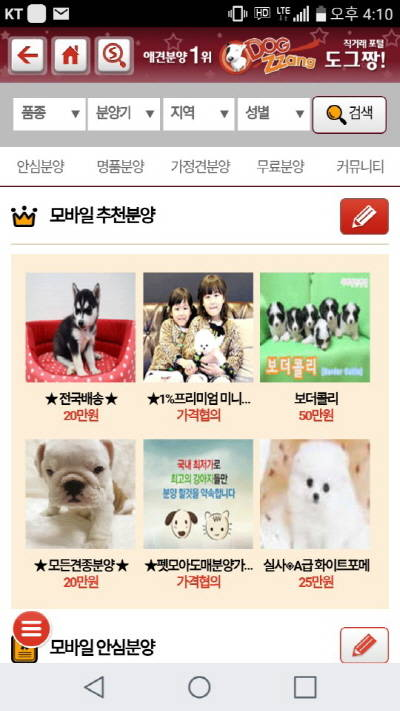 KT HD LTE 오후 4:10
애견분양 1위 DOG Zzang 직거래 포털 도그짱!
품종 ▼ 분양기 ▼ 지역 ▼ 성별 ▼ 검색
안심분양 명품분양 가정견분양 무료분양 커뮤니티
모바일 추천분양
보더콜리 (Border Collie)
★전국배송★ ★1%프리미엄 미니... 보더콜리
20만원 가격협의 50만원
국내 최저가로
최고의 강아지들만
분양 할것을 약속합니다
★모든견종분양★ ★펫모아도매분양가... 실사◈A급 화이트포메
20만원 가격협의 25만원
모바일 안심분양